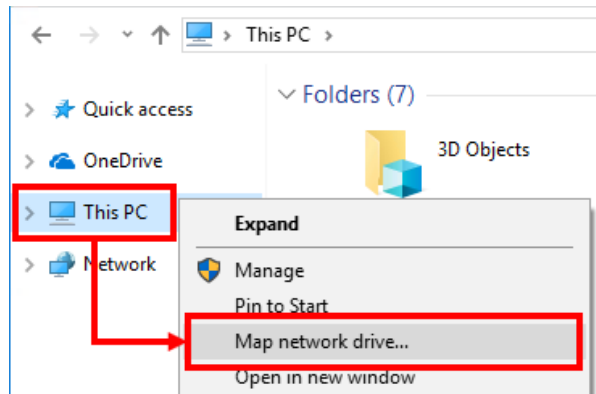 This PC
Folders (7)
Quick access
3D Objects
OneDrive
This PC
Expand
Network
Manage
Pin to Start
Map network drive...
Open in new window